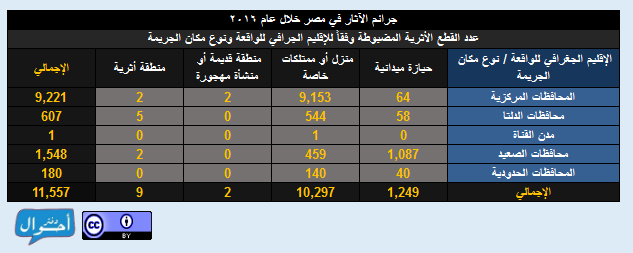 جرائم الآثار في مصر خلال عام ٢٠١٦
عدد القطع الأثرية المضبوطة وفقاً للإقليم الجرافي للواقعة ونوع مكان الجريمة
الإقليم الجغرافي للواقعة / نوع مكان الجريمة حيازة ميدانية منزل أو ممتلكات خاصة منطقة قديمة أو منشأة مهجورة منطقة أثرية الإجمالي
المحافظات المركزية 64 9,153 2 2 9,221
محافظات الدلتا 58 544 0 5 607
مدن القناة 0 1 0 0 1
محافظات الصعيد 1,087 459 0 2 1,548
المحافظات الحدودية 40 140 0 0 180
الإجمالي 1,249 10,297 2 9 11,557
دفتر أحوال
cc BY